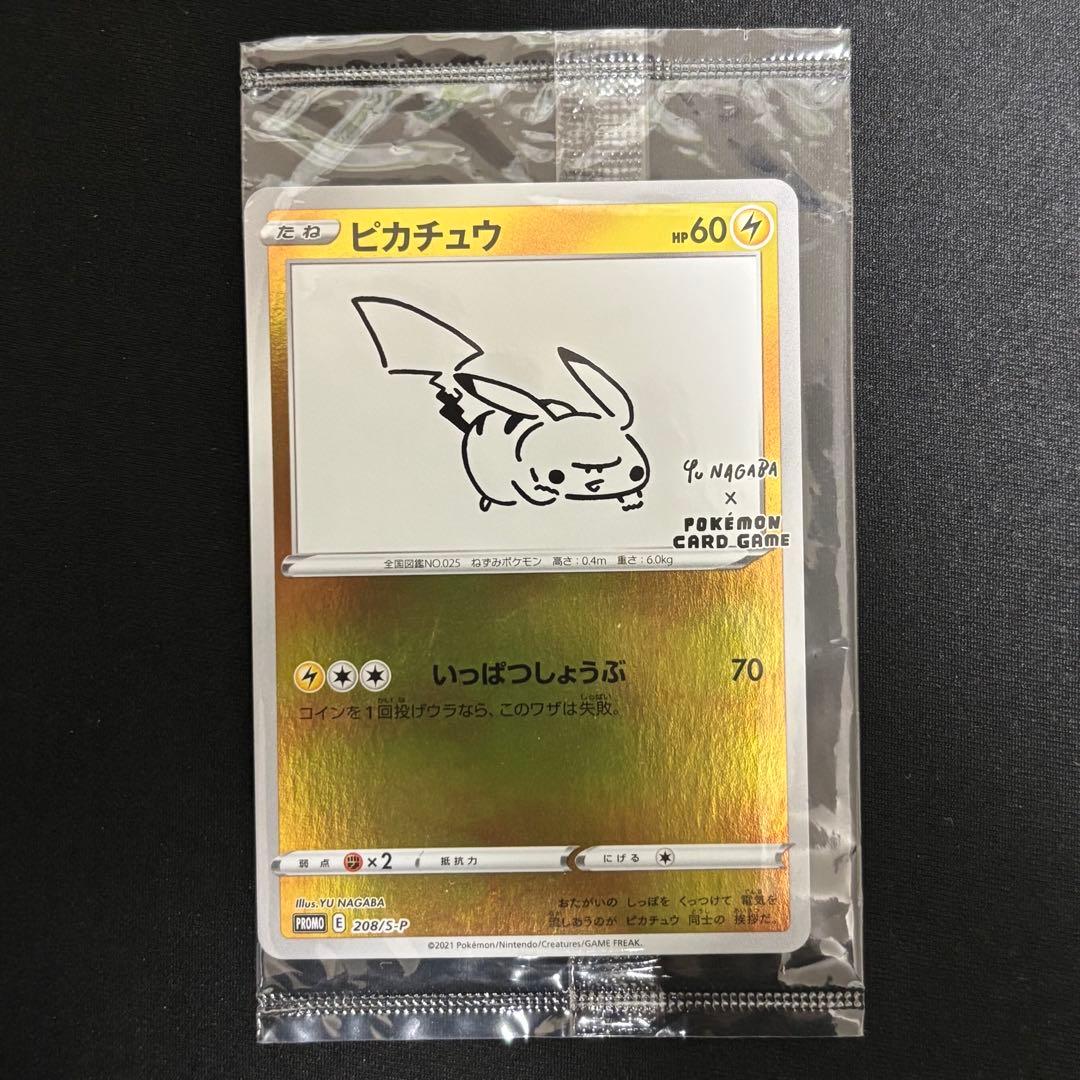 たね ピカチュウ HP60
Yu NAGABA
×
POKÉMON
CARD GAME
全国図鑑NO.025 ねずみポケモン 高さ:0.4m 重さ:6.0kg
いっぱつしょうぶ 70
コインを1回投げウラなら、このワザは失敗。
弱点 ×2 抵抗力 にげる
Illus.YU NAGABA
おたがいの しっぽを くっつけて 電気を
流しあうのが ピカチュウ 同士の 挨拶だ。
PROMO E 208/S-P
©2021 Pokémon/Nintendo/Creatures/GAME FREAK.